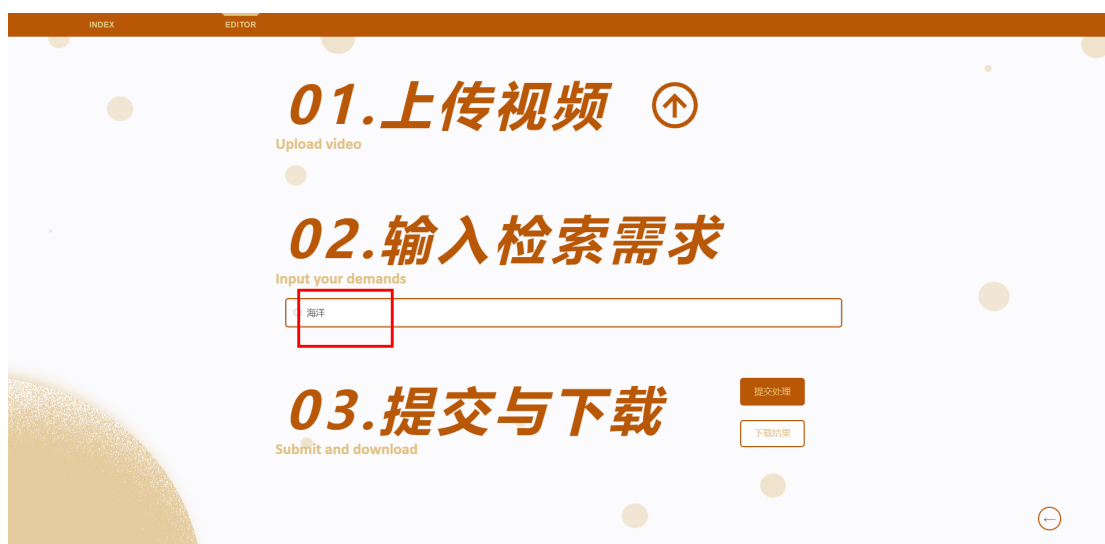 INDEX EDITOR
01.上传视频
Upload video
02.输入检索需求
Input your demands
海洋
03.提交与下载
提交处理
下载结果
Submit and download